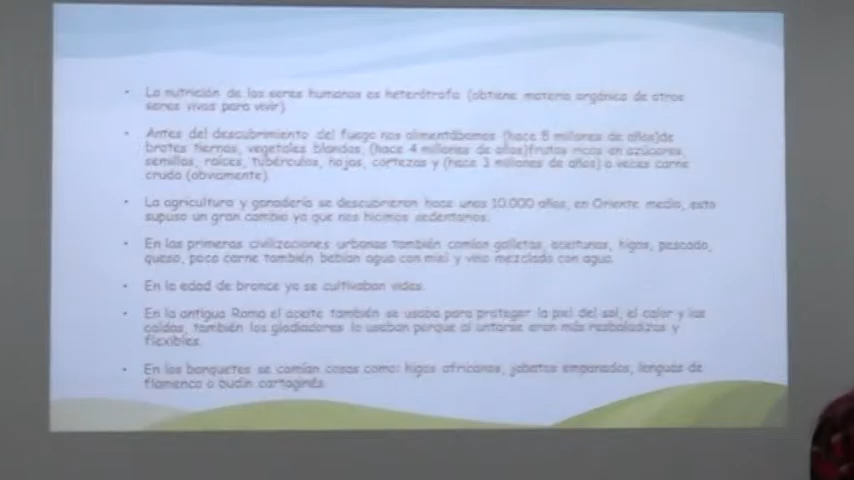 • La nutrición de los seres humanos es heterótrofa (obtiene materia orgánica de otros
seres vivos para vivir)
• Antes del descubrimiento del fuego nos alimentábamos (hace 5 millones de años)de
brotes tiernos, vegetales blandos, (hace 4 millones de años)frutos ricos en azúcares,
semillas, raíces, tubérculos, hojas, cortezas y (hace 3 millones de años) a veces carne
cruda (obviamente).
• La agricultura y ganadería se descubrieron hace unos 10.000 años, en Oriente medio, esto
supuso un gran cambio ya que nos hicimos sedentarios.
• En las primeras civilizaciones urbanas también comían galletas, aceitunas, higos, pescado,
queso, poca carne también bebían agua con miel y vino mezclado con agua.
• En la edad de bronce ya se cultivaban vides.
• En la antigua Roma el aceite también se usaba para proteger la piel del sol, el calor y las
caídas, también los gladiadores lo usaban porque al untarse eran más resbaladizos y
flexibles.
• En los banquetes se comían cosas como: higos africanos, jabatos emparados, lenguas de
flamenco o budín cartaginés.